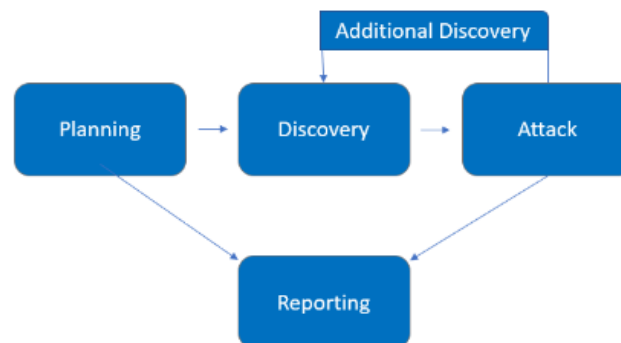 Additional Discovery
Planning
Discovery
Attack
Reporting